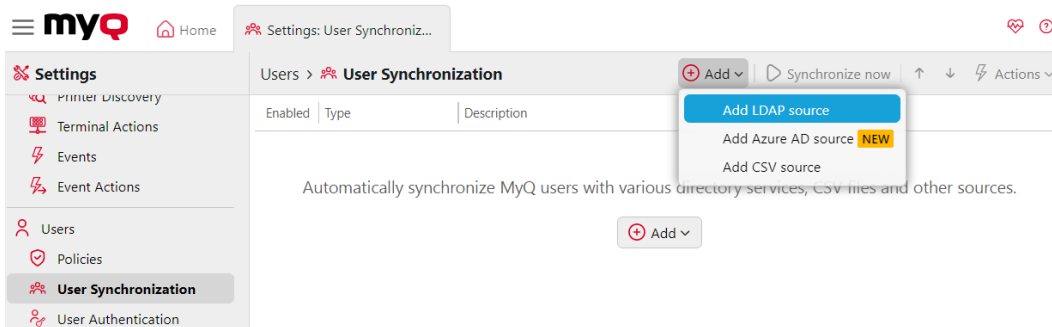 myQ
Home
Settings: User Synchroniz...
Settings
Users > User Synchronization
Add
Synchronize now
Actions
Printer Discovery
Terminal Actions
Events
Event Actions
Users
Policies
User Synchronization
User Authentication
Enabled Type Description
Add LDAP source
Add Azure AD source NEW
Add CSV source
Automatically synchronize MyQ users with various directory services, CSV files and other sources.
Add